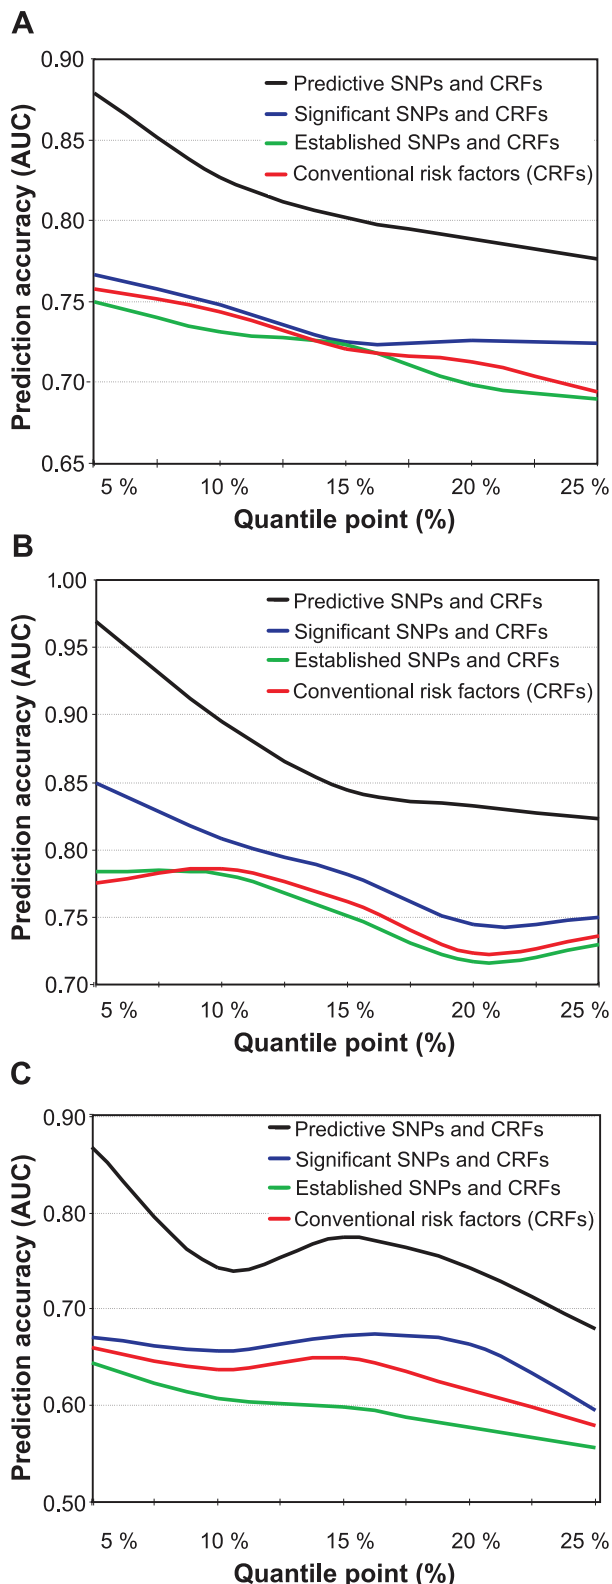 A
Prediction accuracy (AUC)
0.90
0.85
0.80
0.75
0.70
0.65
Predictive SNPs and CRFs
Significant SNPs and CRFs
Established SNPs and CRFs
Conventional risk factors (CRFs)
5 % 10 % 15 % 20 % 25 %
Quantile point (%)
B
Prediction accuracy (AUC)
1.00
0.95
0.90
0.85
0.80
0.75
0.70
Predictive SNPs and CRFs
Significant SNPs and CRFs
Established SNPs and CRFs
Conventional risk factors (CRFs)
5 % 10 % 15 % 20 % 25 %
Quantile point (%)
C
Prediction accuracy (AUC)
0.90
0.80
0.70
0.60
0.50
Predictive SNPs and CRFs
Significant SNPs and CRFs
Established SNPs and CRFs
Conventional risk factors (CRFs)
5 % 10 % 15 % 20 % 25 %
Quantile point (%)